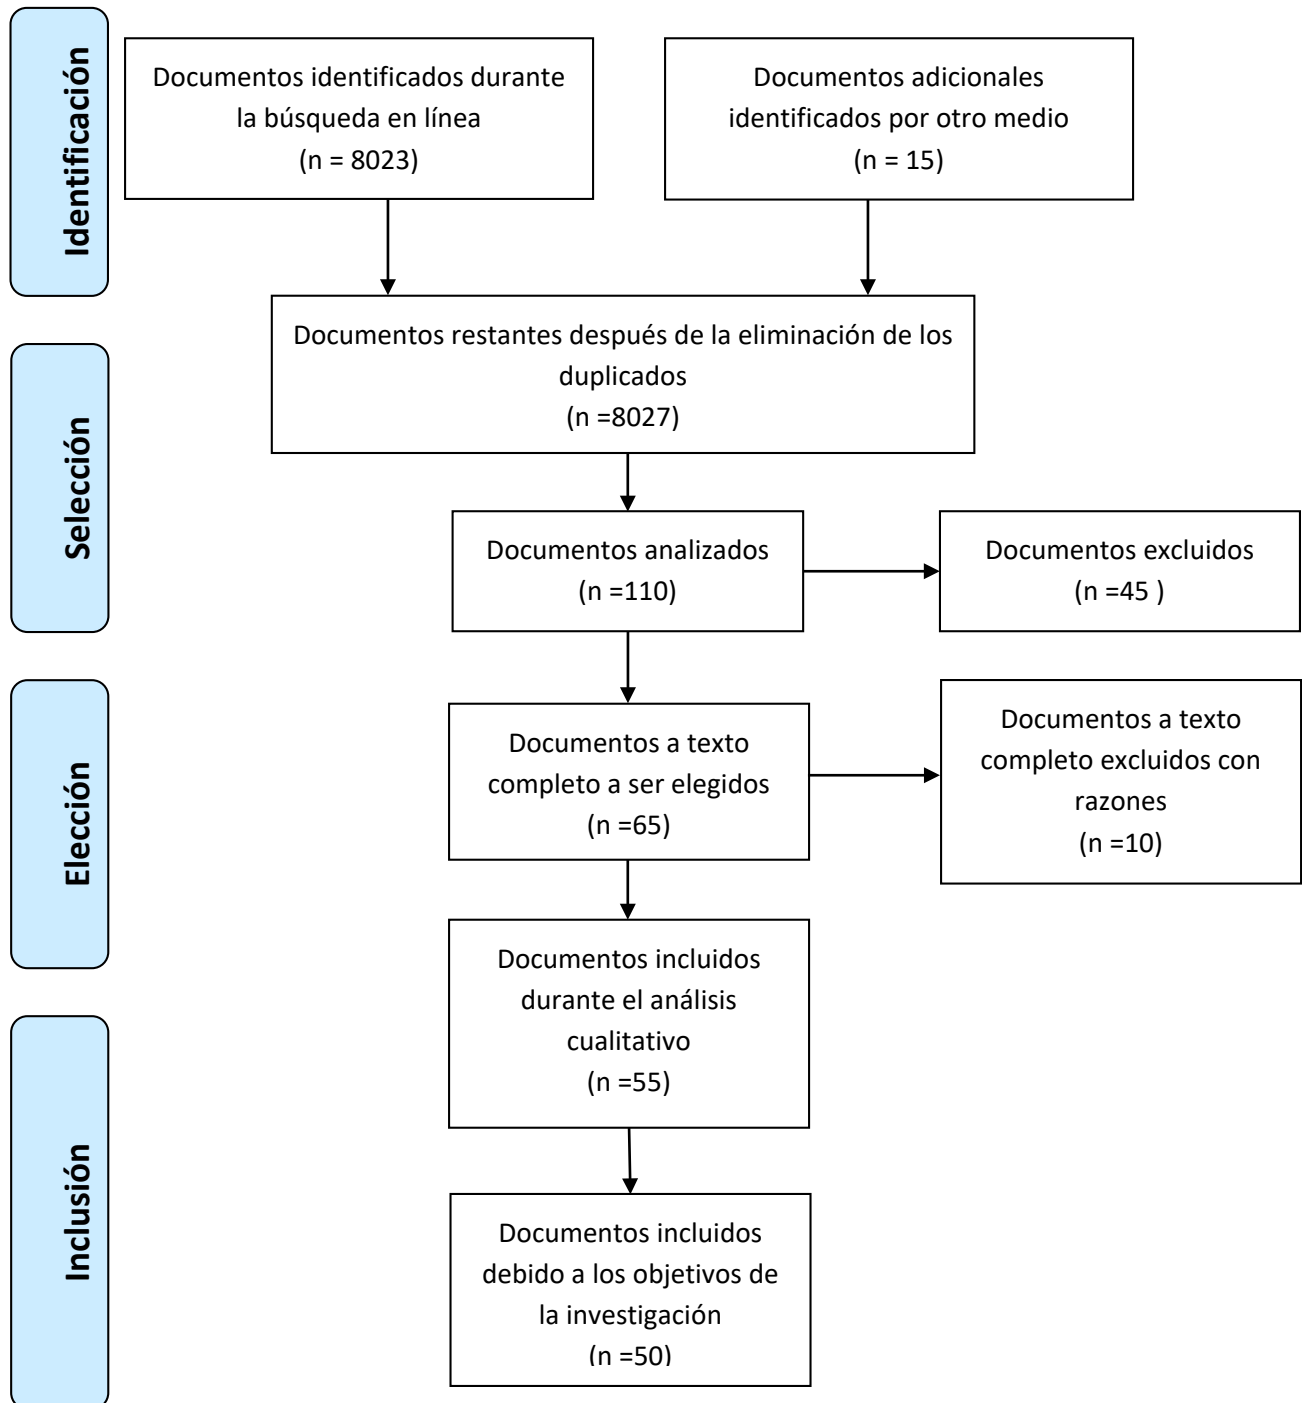 Identificación
Documentos identificados durante
la búsqueda en línea
(n = 8023)
Documentos adicionales
identificados por otro medio
(n = 15)
Documentos restantes después de la eliminación de los
duplicados
(n =8027)
Selección
Documentos analizados
(n =110)
Documentos excluidos
(n =45 )
Elección
Documentos a texto
completo a ser elegidos
(n =65)
Documentos a texto
completo excluidos con
razones
(n =10)
Documentos incluidos
durante el análisis
cualitativo
(n =55)
Inclusión
Documentos incluidos
debido a los objetivos de
la investigación
(n =50)